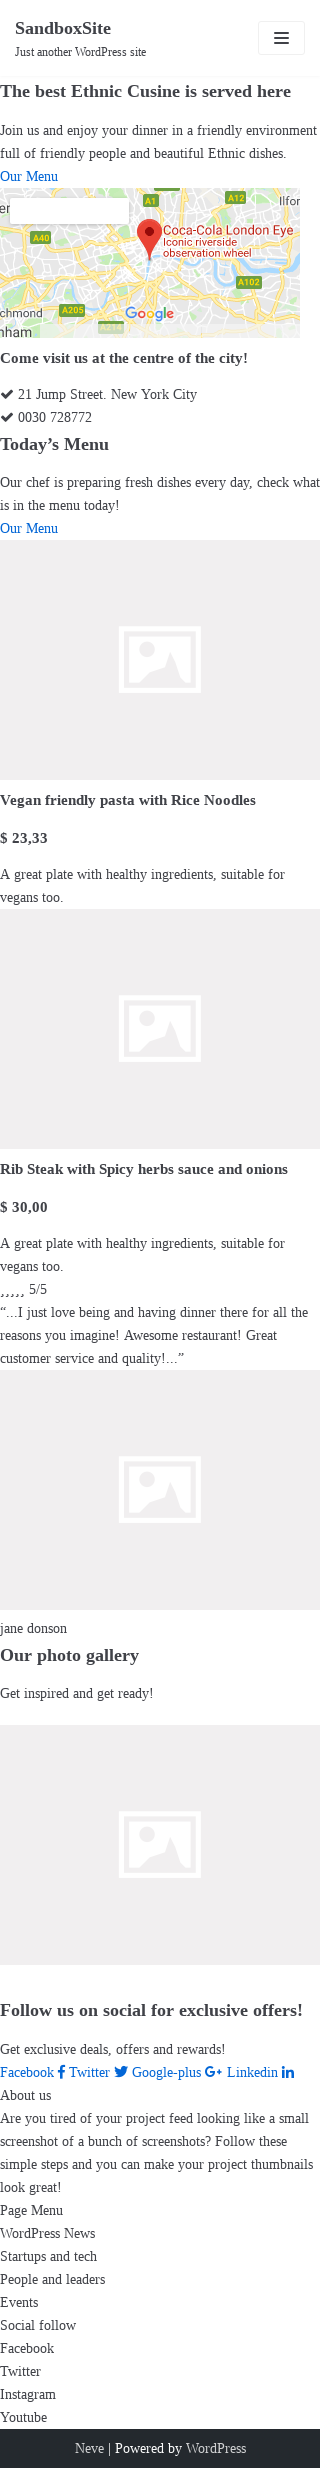 SandboxSite
Just another WordPress site
The best Ethnic Cusine is served here
Join us and enjoy your dinner in a friendly environment
full of friendly people and beautiful Ethnic dishes.
Our Menu
A12
Ilfor
A1
A40
Coca-Cola London Eye
Iconic riverside
observation wheel
A102
A205
Google
chmond
nham
Come visit us at the centre of the city!
21 Jump Street. New York City
0030 728772
Today’s Menu
Our chef is preparing fresh dishes every day, check what
is in the menu today!
Our Menu
Vegan friendly pasta with Rice Noodles
$ 23,33
A great plate with healthy ingredients, suitable for
vegans too.
Rib Steak with Spicy herbs sauce and onions
$ 30,00
A great plate with healthy ingredients, suitable for
vegans too.
¸¸¸¸¸ 5/5
“...I just love being and having dinner there for all the
reasons you imagine! Awesome restaurant! Great
customer service and quality!...”
jane donson
Our photo gallery
Get inspired and get ready!
Follow us on social for exclusive offers!
Get exclusive deals, offers and rewards!
Facebook Twitter Google-plus Linkedin
About us
Are you tired of your project feed looking like a small
screenshot of a bunch of screenshots? Follow these
simple steps and you can make your project thumbnails
look great!
Page Menu
WordPress News
Startups and tech
People and leaders
Events
Social follow
Facebook
Twitter
Instagram
Youtube
Neve | Powered by WordPress